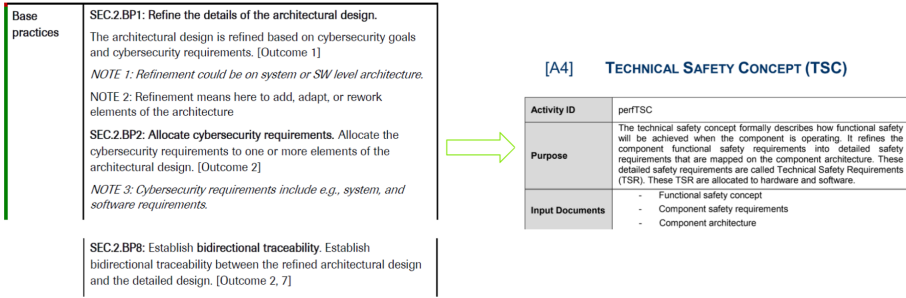 Base
practices
SEC.2.BP1: Refine the details of the architectural design.
The architectural design is refined based on cybersecurity goals
and cybersecurity requirements. [Outcome 1]
NOTE 1: Refinement could be on system or SW level architecture.
NOTE 2: Refinement means here to add, adapt, or rework
elements of the architecture
SEC.2.BP2: Allocate cybersecurity requirements. Allocate the
cybersecurity requirements to one or more elements of the
architectural design. [Outcome 2]
NOTE 3: Cybersecurity requirements include e.g., system, and
software requirements.
SEC.2.BP8: Establish bidirectional traceability. Establish
bidirectional traceability between the refined architectural design
and the detailed design. [Outcome 2, 7]
[A4] TECHNICAL SAFETY CONCEPT (TSC)
Activity ID perfTSC
Purpose
The technical safety concept formally describes how functional safety
will be achieved when the component is operating. It refines the
component functional safety requirements into detailed safety
requirements that are mapped on the component architecture. These
detailed safety requirements are called Technical Safety Requirements
(TSR). These TSR are allocated to hardware and software.
Input Documents
- Functional safety concept
- Component safety requirements
- Component architecture